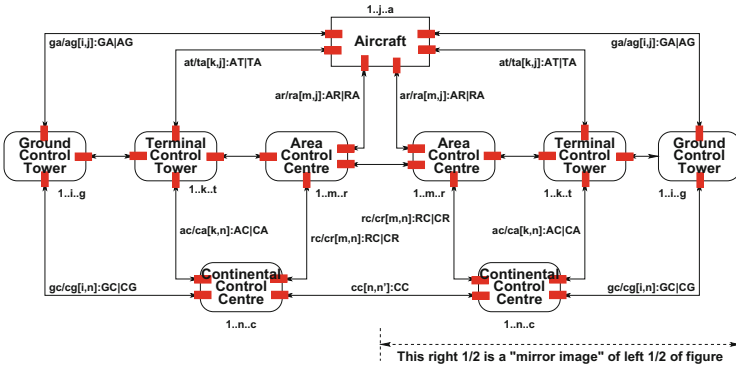 1..j..a
ga/ag[i,j]:GA|AG
Aircraft
ga/ag[i,j]:GA|AG
at/ta[k,j]:AT|TA
at/ta[k,j]:AT|TA
ar/ra[m,j]:AR|RA
ar/ra[m,j]:AR|RA
Ground
Control
Tower
Terminal
Control
Tower
Area
Control
Centre
Area
Control
Centre
Terminal
Control
Tower
Ground
Control
Tower
1..i..g
1..k..t
1..m..r
1..m..r
1..k..t
1..i..g
rc/cr[m,n]:RC|CR
ac/ca[k,n]:AC|CA
ac/ca[k,n]:AC|CA
rc/cr[m,n]:RC|CR
Continental
Control
Centre
Continental
Control
Centre
gc/cg[i,n]:GC|CG
cc[n,n']:CC
gc/cg[i,n]:GC|CG
1..n..c
1..n..c
This right 1/2 is a "mirror image" of left 1/2 of figure